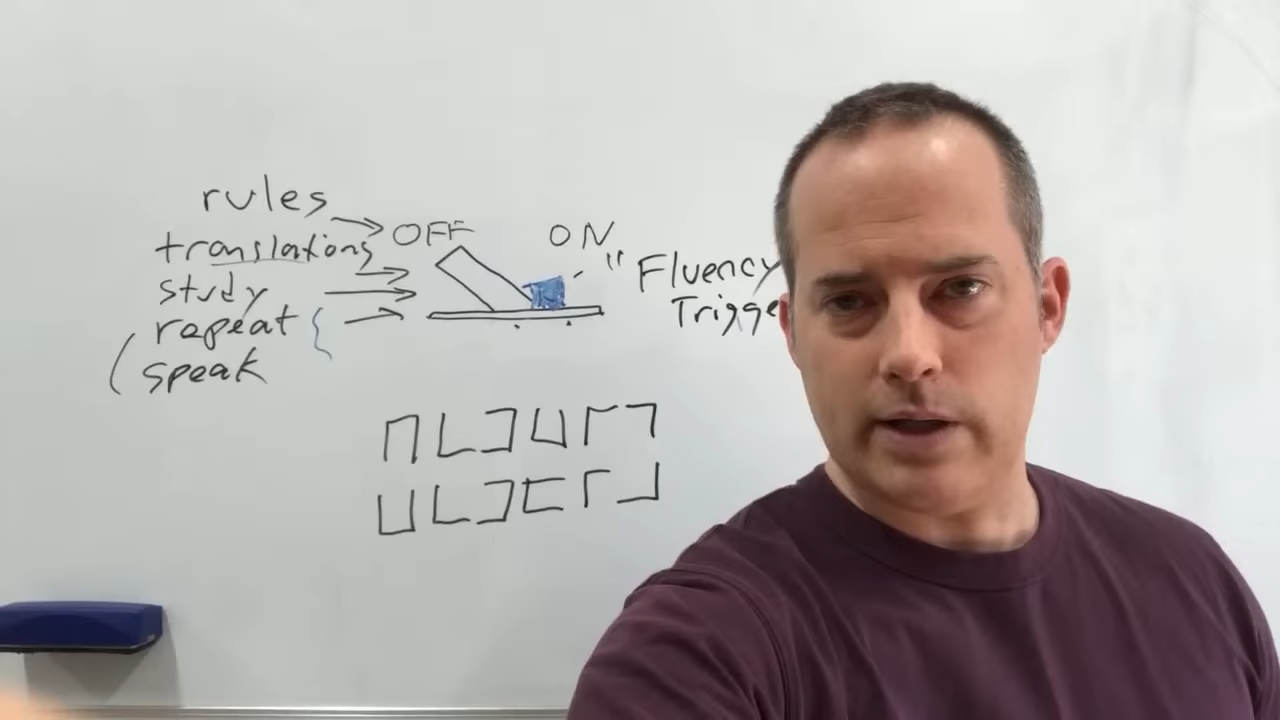 rules
translations
study
repeat
speak
OFF
ON
"Fluency
Trigge